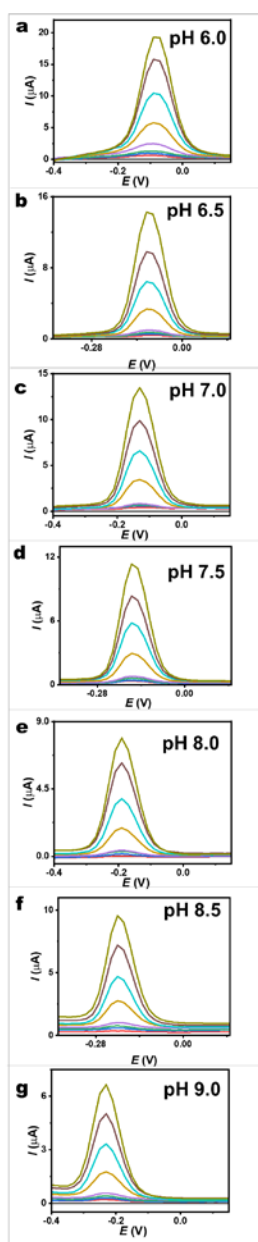 a
pH 6.0
20
15
10
5
0
I (μA)
-0.4
-0.2
0.0
E (V)
b
pH 6.5
16
8
0
I (μA)
-0.28
0.00
E (V)
c
pH 7.0
15
10
5
0
I (μA)
-0.4
-0.2
0.0
E (V)
d
pH 7.5
12
6
0
I (μA)
-0.28
0.00
E (V)
e
pH 8.0
9.0
4.5
0.0
I (μA)
-0.4
-0.2
0.0
E (V)
f
pH 8.5
10
5
0
I (μA)
-0.28
0.00
E (V)
g
pH 9.0
6
3
0
I (μA)
-0.4
-0.2
0.0
E (V)